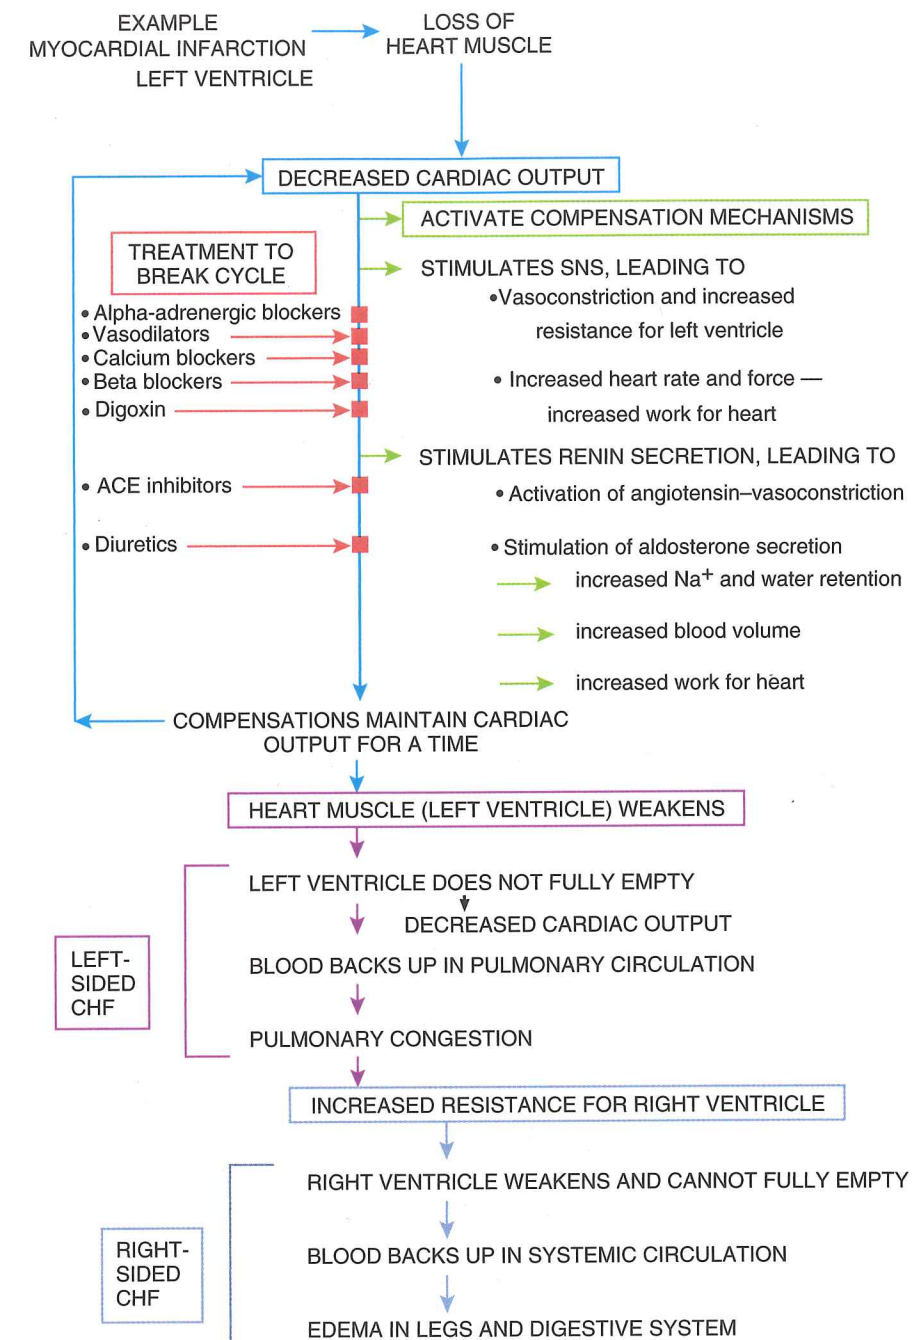 EXAMPLE
MYOCARDIAL INFARCTION
LEFT VENTRICLE
LOSS OF
HEART MUSCLE
DECREASED CARDIAC OUTPUT
ACTIVATE COMPENSATION MECHANISMS
TREATMENT TO
BREAK CYCLE
STIMULATES SNS, LEADING TO
•Vasoconstriction and increased
resistance for left ventricle
• Increased heart rate and force —
increased work for heart
• Alpha-adrenergic blockers
• Vasodilators
• Calcium blockers
• Beta blockers
• Digoxin
STIMULATES RENIN SECRETION, LEADING TO
• ACE inhibitors
• Activation of angiotensin–vasoconstriction
• Diuretics
• Stimulation of aldosterone secretion
increased Na+ and water retention
increased blood volume
increased work for heart
COMPENSATIONS MAINTAIN CARDIAC
OUTPUT FOR A TIME
HEART MUSCLE (LEFT VENTRICLE) WEAKENS
LEFT VENTRICLE DOES NOT FULLY EMPTY
DECREASED CARDIAC OUTPUT
LEFT-
SIDED
CHF
BLOOD BACKS UP IN PULMONARY CIRCULATION
PULMONARY CONGESTION
INCREASED RESISTANCE FOR RIGHT VENTRICLE
RIGHT VENTRICLE WEAKENS AND CANNOT FULLY EMPTY
RIGHT-
SIDED
CHF
BLOOD BACKS UP IN SYSTEMIC CIRCULATION
EDEMA IN LEGS AND DIGESTIVE SYSTEM